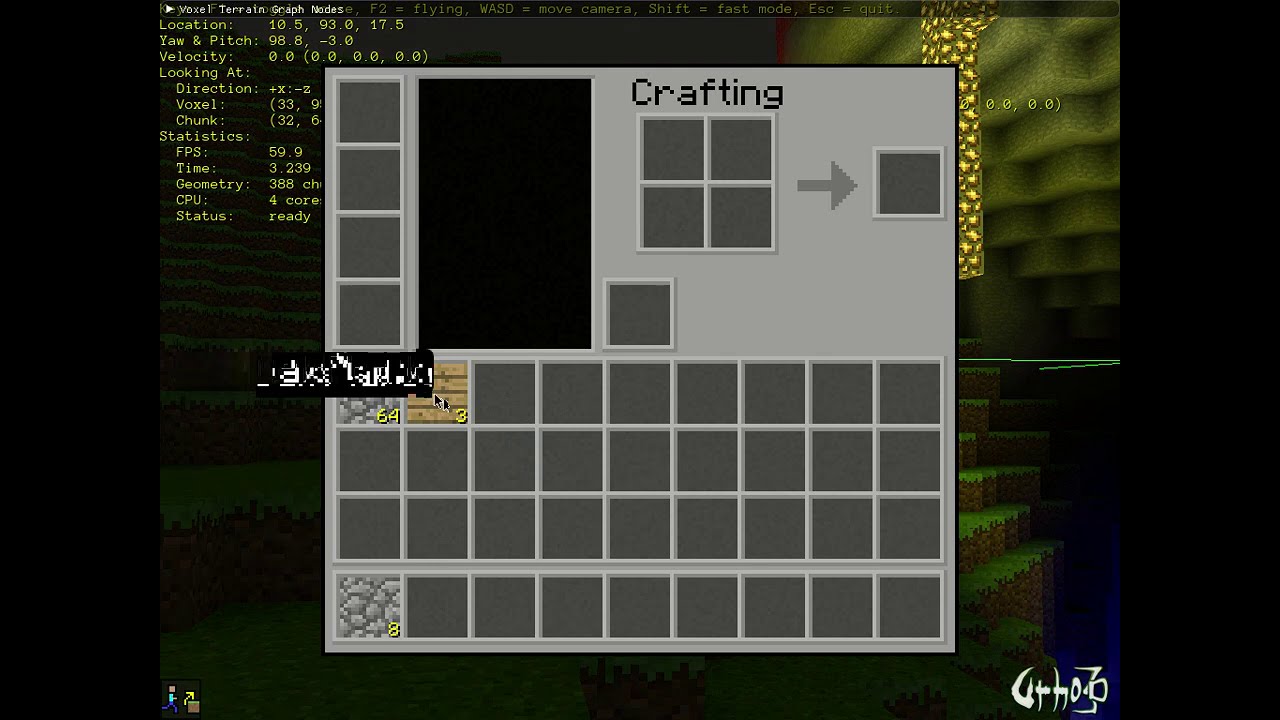 Voxel Terrain Graph Nodes
e, F2 = flying, WASD = move camera, Shift = fast mode, Esc = quit.
Location: 10.5, 93.0, 17.5
Yaw & Pitch: 98.8, -3.0
Velocity: 0.0 (0.0, 0.0, 0.0)
Looking At:
Direction: +x:-z
Voxel: (33, 9
0.0, 0.0)
Chunk: (32, 6
Statistics:
FPS: 59.9
Time: 3.239
Geometry: 388 chu
CPU: 4 core
Status: ready
Crafting
64
3
8